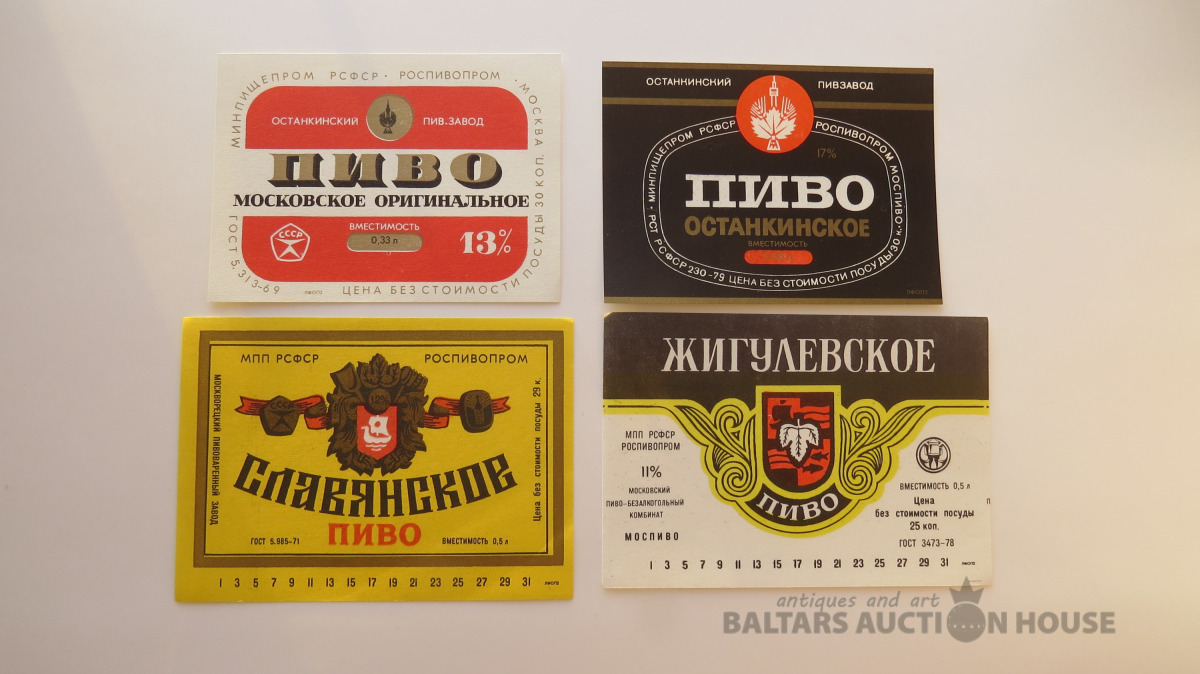 МИНПИЩЕПРОМ РСФСР · РОСПИВОПРОМ · МОСКВА
ОСТАНКИНСКИЙ ПИВ.ЗАВОД
ПИВО
МОСКОВСКОЕ ОРИГИНАЛЬНОЕ
СССР
ВМЕСТИМОСТЬ
0,33 л
13%
ГОСТ 5.313-69
ЦЕНА БЕЗ СТОИМОСТИ ПОСУДЫ 30 КОП.
ОСТАНКИНСКИЙ ПИВЗАВОД
МИНПИЩЕПРОМ РСФСР РОСПИВОПРОМ МОСПИВО
17%
ПИВО
ОСТАНКИНСКОЕ
ВМЕСТИМОСТЬ
РСТ РСФСР 230-79 ЦЕНА БЕЗ СТОИМОСТИ ПОСУДЫ 30 к.
МПП РСФСР РОСПИВОПРОМ
МОСКВОРЕЦКИЙ ПИВОВАРЕННЫЙ ЗАВОД
СССР
12%
СЛАВЯНСКОЕ
ПИВО
Цена без стоимости посуды 29 к.
ГОСТ 5.985-71
ВМЕСТИМОСТЬ 0,5 л
1 3 5 7 9 11 13 15 17 19 21 23 25 27 29 31
ЖИГУЛЕВСКОЕ
МПП РСФСР
РОСПИВОПРОМ
11%
МОСКОВСКИЙ
ПИВО-БЕЗАЛКОГОЛЬНЫЙ
КОМБИНАТ
МОСПИВО
ПИВО
ВМЕСТИМОСТЬ 0,5 л
Цена
без стоимости посуды
25 коп.
ГОСТ 3473-78
1 3 5 7 9 11 13 15 17 19 21 23 25 27 29 31
antiques and art
BALTARS AUCTION HOUSE